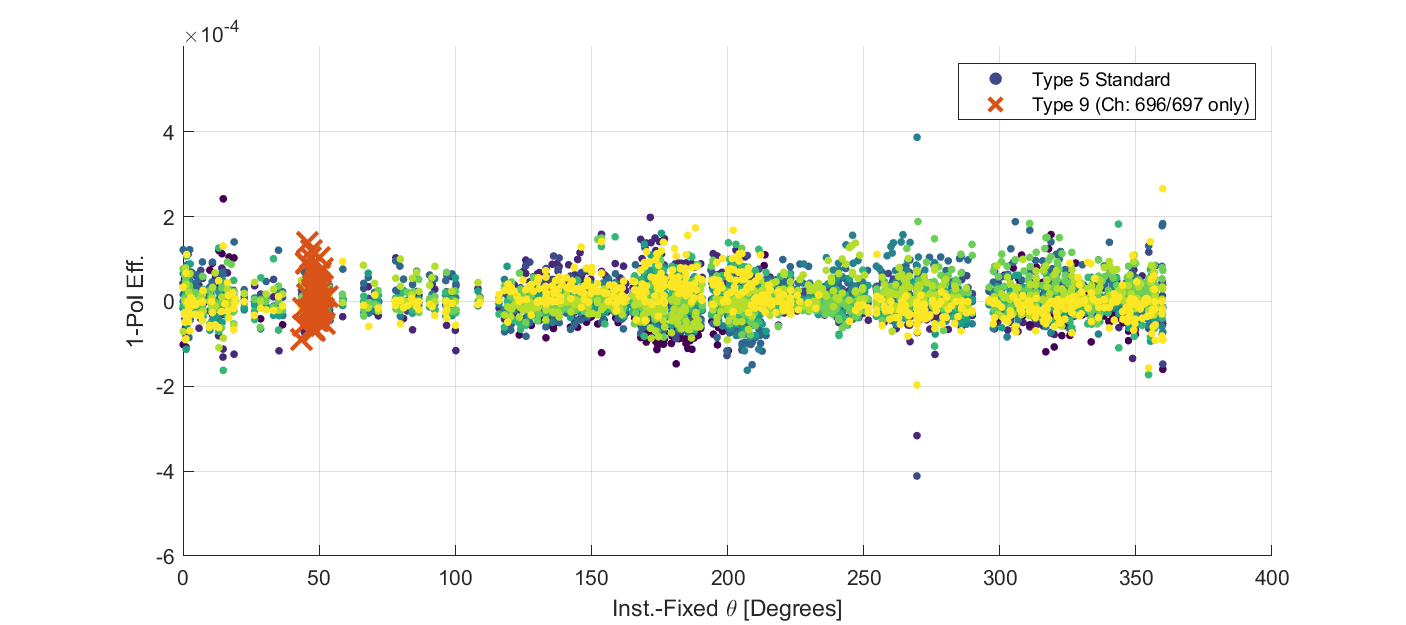 ×10-4
Type 5 Standard
Type 9 (Ch: 696/697 only)
4
2
0
-2
-4
-6
1-Pol Eff.
0 50 100 150 200 250 300 350 400
Inst.-Fixed θ [Degrees]